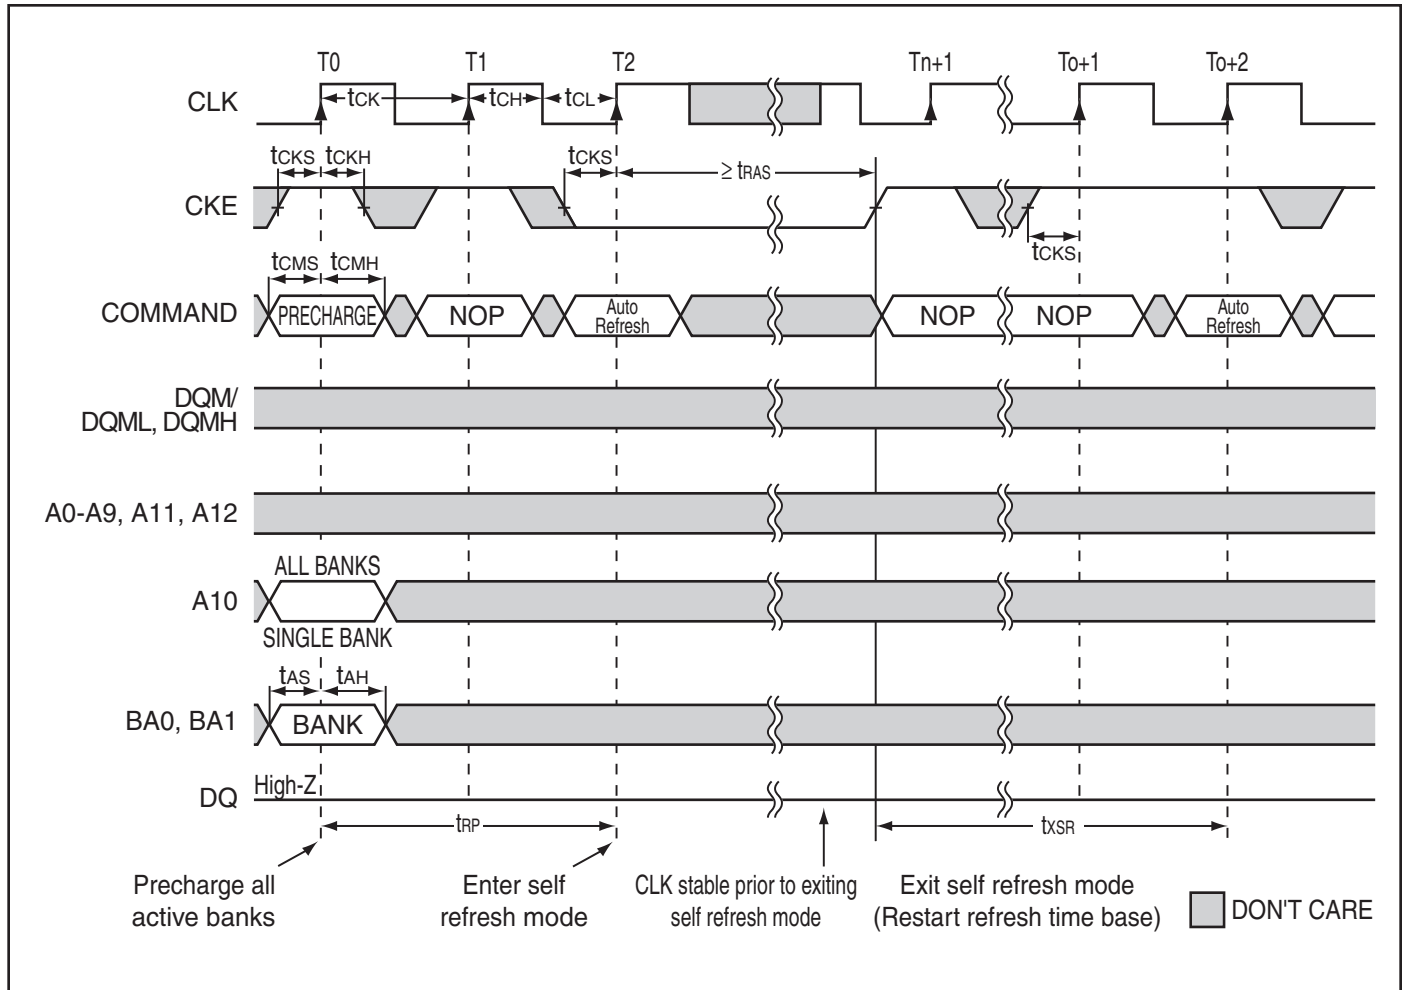 T0 T1 T2 Tn+1 To+1 To+2
CLK tCK tCH tCL
tCKS tCKH tCKS ≥ tRAS
CKE
tCKS
tCMS tCMH
COMMAND PRECHARGE NOP Auto Refresh NOP NOP Auto Refresh
DQM/
DQML, DQMH
A0-A9, A11, A12
ALL BANKS
A10
SINGLE BANK
tAS tAH
BA0, BA1 BANK
DQ High-Z
tRP tXSR
Precharge all
active banks
Enter self
refresh mode
CLK stable prior to exiting
self refresh mode
Exit self refresh mode
(Restart refresh time base)
DON'T CARE